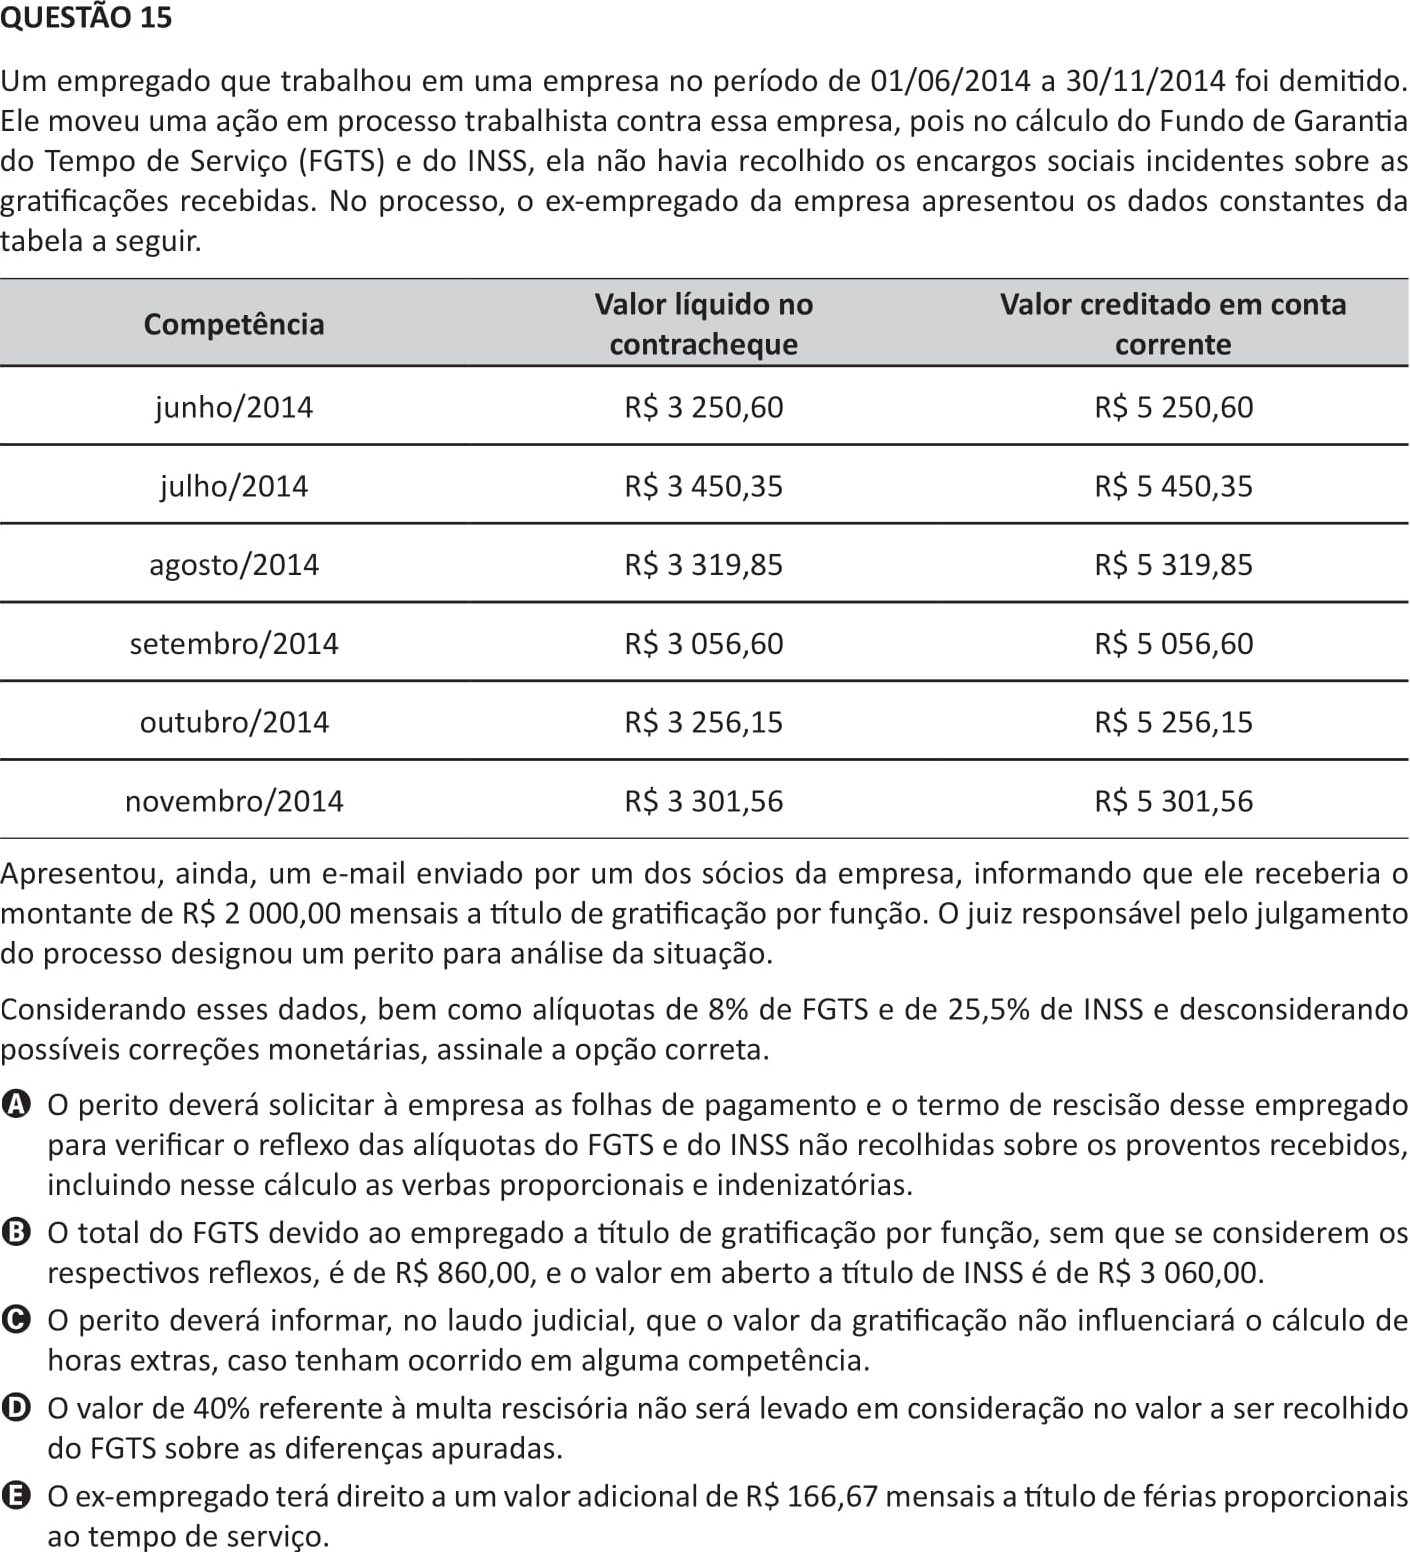 QUESTÃO 15
Um empregado que trabalhou em uma empresa no período de 01/06/2014 a 30/11/2014 foi demitido.
Ele moveu uma ação em processo trabalhista contra essa empresa, pois no cálculo do Fundo de Garantia
do Tempo de Serviço (FGTS) e do INSS, ela não havia recolhido os encargos sociais incidentes sobre as
gratificações recebidas. No processo, o ex-empregado da empresa apresentou os dados constantes da
tabela a seguir.
Competência Valor líquido no contracheque Valor creditado em conta corrente
junho/2014 R$ 3 250,60 R$ 5 250,60
julho/2014 R$ 3 450,35 R$ 5 450,35
agosto/2014 R$ 3 319,85 R$ 5 319,85
setembro/2014 R$ 3 056,60 R$ 5 056,60
outubro/2014 R$ 3 256,15 R$ 5 256,15
novembro/2014 R$ 3 301,56 R$ 5 301,56
Apresentou, ainda, um e-mail enviado por um dos sócios da empresa, informando que ele receberia o
montante de R$ 2 000,00 mensais a título de gratificação por função. O juiz responsável pelo julgamento
do processo designou um perito para análise da situação.
Considerando esses dados, bem como alíquotas de 8% de FGTS e de 25,5% de INSS e desconsiderando
possíveis correções monetárias, assinale a opção correta.
A O perito deverá solicitar à empresa as folhas de pagamento e o termo de rescisão desse empregado
para verificar o reflexo das alíquotas do FGTS e do INSS não recolhidas sobre os proventos recebidos,
incluindo nesse cálculo as verbas proporcionais e indenizatórias.
B O total do FGTS devido ao empregado a título de gratificação por função, sem que se considerem os
respectivos reflexos, é de R$ 860,00, e o valor em aberto a título de INSS é de R$ 3 060,00.
C O perito deverá informar, no laudo judicial, que o valor da gratificação não influenciará o cálculo de
horas extras, caso tenham ocorrido em alguma competência.
D O valor de 40% referente à multa rescisória não será levado em consideração no valor a ser recolhido
do FGTS sobre as diferenças apuradas.
E O ex-empregado terá direito a um valor adicional de R$ 166,67 mensais a título de férias proporcionais
ao tempo de serviço.